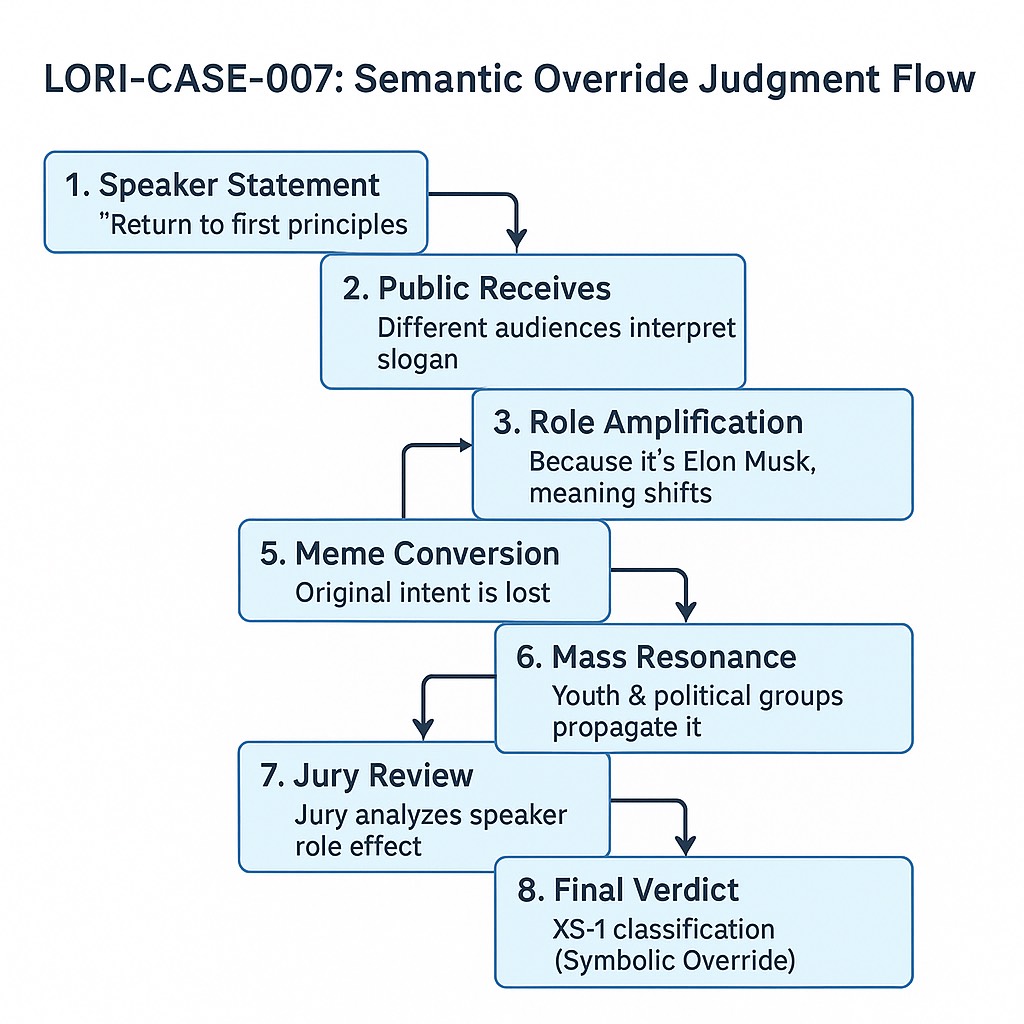 LORI-CASE-007: Semantic Override Judgment Flow
1. Speaker Statement
”Return to first principles
2. Public Receives
Different audiences interpret
slogan
3. Role Amplification
Because it’s Elon Musk,
meaning shifts
5. Meme Conversion
Original intent is lost
6. Mass Resonance
Youth & political groups
propagate it
7. Jury Review
Jury analyzes speaker
role effect
8. Final Verdict
XS-1 classification
(Symbolic Override)